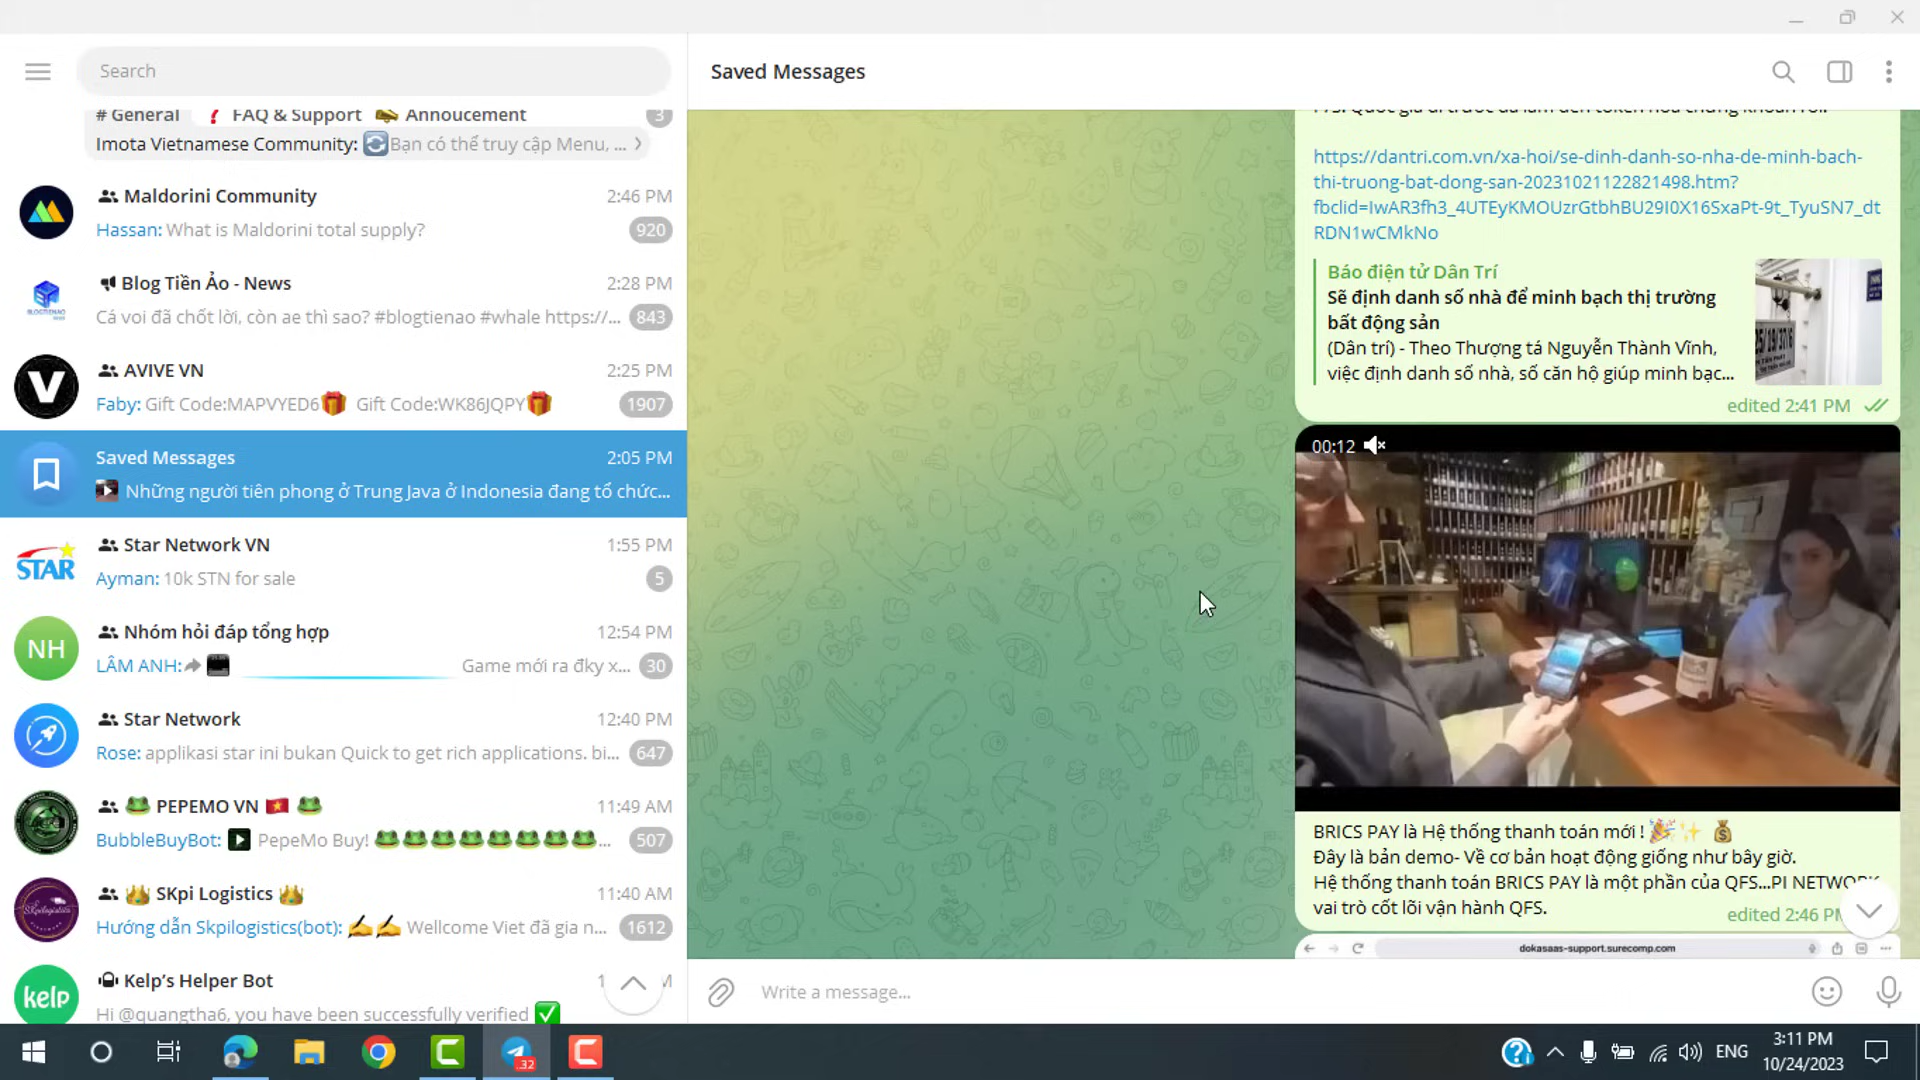 Search
# General ❗ FAQ & Support Annoucement 3
Imota Vietnamese Community: Bạn có thể truy cập Menu, ...
Maldorini Community 2:46 PM
Hassan: What is Maldorini total supply? 920
Blog Tiền Ảo - News 2:28 PM
Cá voi đã chốt lời, còn ae thì sao? #blogtienao #whale https://... 843
BLOGTIENAO
AVIVE VN 2:25 PM
Faby: Gift Code:MAPVYED6🎁 Gift Code:WK86JQPY🎁 1907
V
Saved Messages 2:05 PM
Những người tiên phong ở Trung Java ở Indonesia đang tổ chức...
Star Network VN 1:55 PM
Ayman: 10k STN for sale 5
STAR
Nhóm hỏi đáp tổng hợp 12:54 PM
LÂM ANH: Game mới ra đky x... 30
NH
Star Network 12:40 PM
Rose: applikasi star ini bukan Quick to get rich applications. bi... 647
🐸 PEPEMO VN 🇻🇳 🐸 11:49 AM
BubbleBuyBot: PepeMo Buy! 🐸🐸🐸🐸🐸🐸🐸🐸... 507
👑 SKpi Logistics 👑 11:40 AM
Hướng dẫn Skpilogistics(bot): ✍️✍️ Wellcome Viet đã gia n... 1612
Kelp's Helper Bot
Hi @quangtha6, you have been successfully verified ✅
kelp
Saved Messages
https://dantri.com.vn/xa-hoi/se-dinh-danh-so-nha-de-minh-bach-
thi-truong-bat-dong-san-20231021122821498.htm?
fbclid=IwAR3fh3_4UTEyKMOUzrGtbhBU29I0X16SxaPt-9t_TyuSN7_dt
RDN1wCMkNo
Báo điện tử Dân Trí
Sẽ định danh số nhà để minh bạch thị trường
bất động sản
(Dân trí) - Theo Thượng tá Nguyễn Thành Vĩnh,
việc định danh số nhà, số căn hộ giúp minh bạc...
edited 2:41 PM
00:12
BRICS PAY là Hệ thống thanh toán mới ! 🎉✨ 💰
Đây là bản demo- Về cơ bản hoạt động giống như bây giờ.
Hệ thống thanh toán BRICS PAY là một phần của QFS...PI NETWORK
vai trò cốt lõi vận hành QFS.
edited 2:46 PM
dokasaas-support.surecomp.com
Write a message...
32
ENG
3:11 PM
10/24/2023